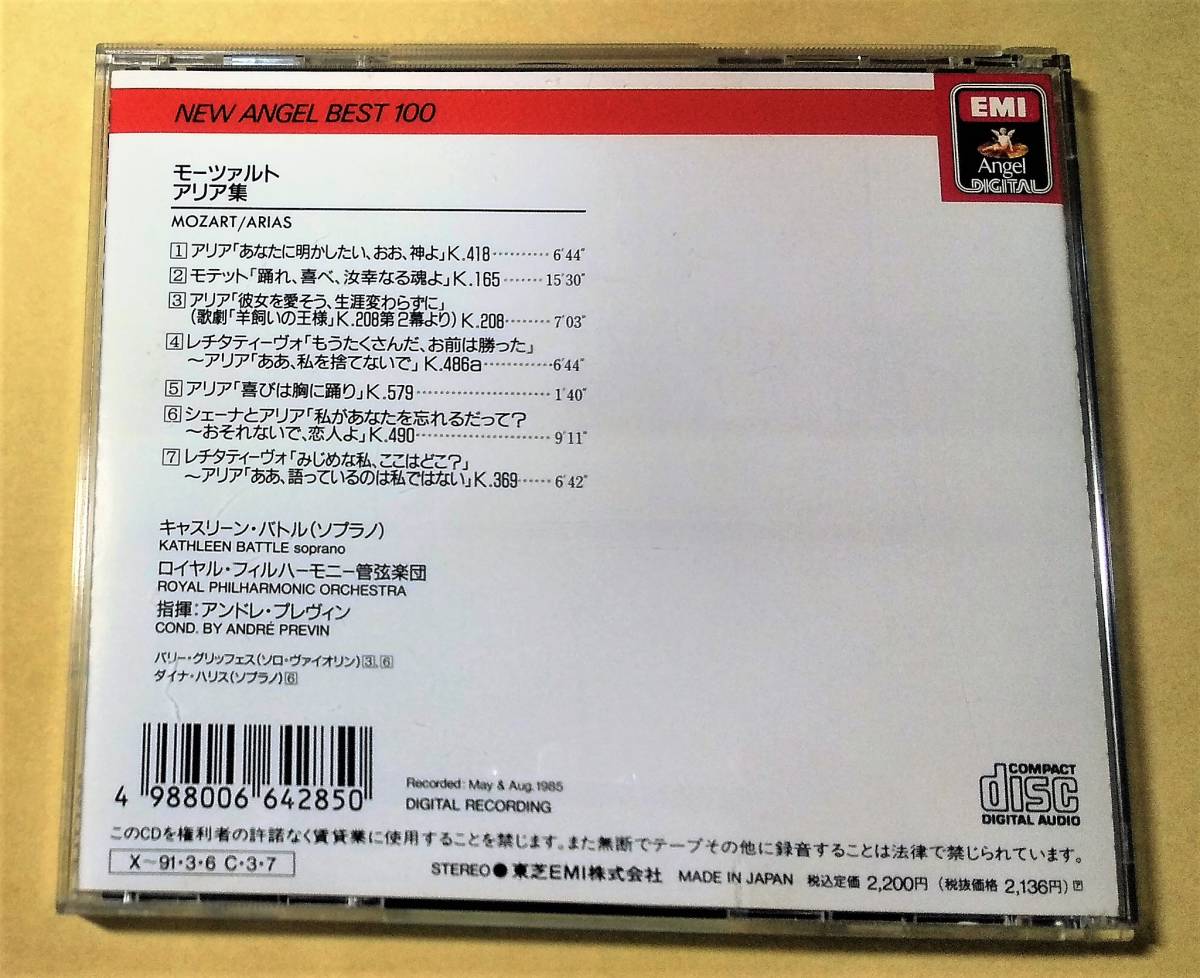 NEW ANGEL BEST 100
EMI
Angel
DIGITAL
モーツァルト
アリア集
MOZART/ARIAS
1 アリア「あなたに明かしたい、おお、神よ」K.418………… 6′44″
2 モテット「踊れ、喜べ、汝幸なる魂よ」K.165……… 15′30″
3 アリア「彼女を愛そう、生涯変わらずに」
(歌劇「羊飼いの王様」K.208第2幕より) K.208……… 7′03″
4 レチタティーヴォ「もうたくさんだ、お前は勝った」
〜アリア「ああ、私を捨てないで」K.486a…………… 6′44″
5 アリア「喜びは胸に踊り」K.579………………… 1′40″
6 シェーナとアリア「私があなたを忘れるだって?
〜おそれないで、恋人よ」K.490………………… 9′11″
7 レチタティーヴォ「みじめな私、ここはどこ?」
〜アリア「ああ、語っているのは私ではない」K.369…… 6′42″
キャスリーン・バトル(ソプラノ)
KATHLEEN BATTLE soprano
ロイヤル・フィルハーモニー管弦楽団
ROYAL PHILHARMONIC ORCHESTRA
指揮:アンドレ・プレヴィン
COND. BY ANDRÉ PREVIN
バリー・グリッフェス(ソロ・ヴァイオリン)3、6
ダイナ・ハリス(ソプラノ)6
4 988006 642850
Recorded: May & Aug. 1985
DIGITAL RECORDING
COMPACT
disc
DIGITAL AUDIO
このCDを権利者の許諾なく賃貸業に使用することを禁じます。また無断でテープその他に録音することは法律で禁じられています。
X〜91・3・6 C・3・7
STEREO●東芝EMI株式会社 MADE IN JAPAN 税込定価 2,200円 (税抜価格 2,136円) Ⓟ